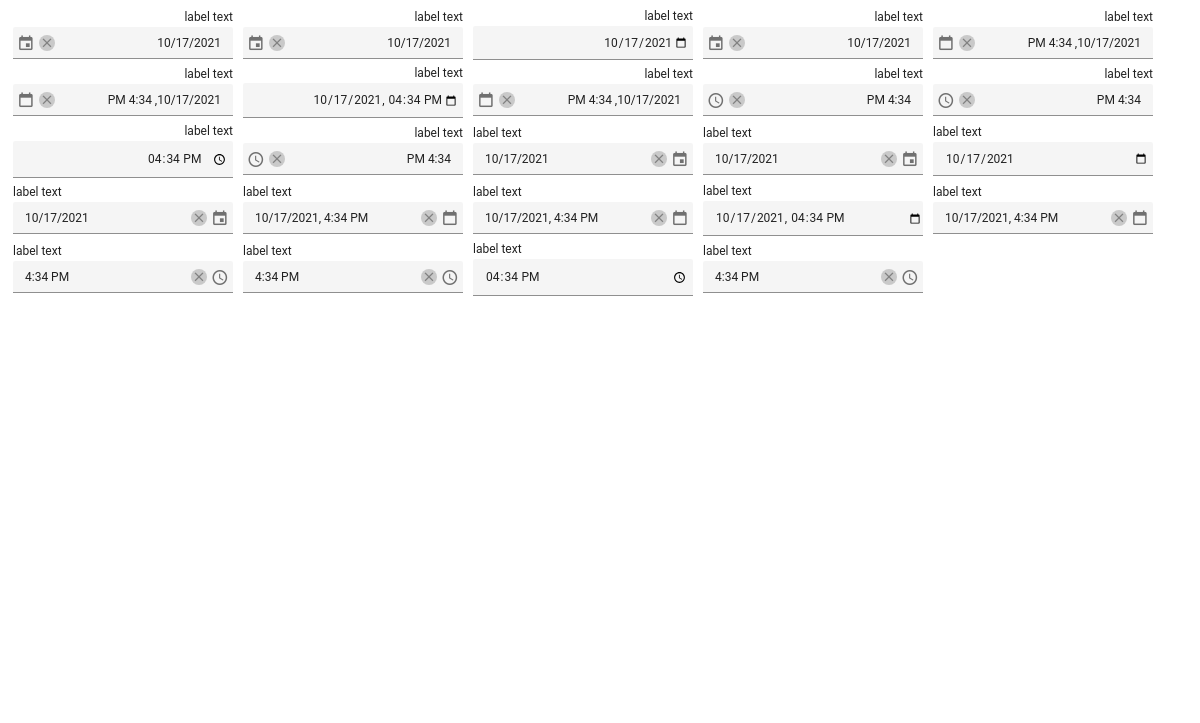 label text label text label text label text label text
10/17/2021 10/17/2021 10/17/2021 10/17/2021 PM 4:34 ,10/17/2021
label text label text label text label text label text
PM 4:34 ,10/17/2021 10/17/2021, 04:34 PM PM 4:34 ,10/17/2021 PM 4:34 PM 4:34
label text label text label text label text label text
04:34 PM PM 4:34 10/17/2021 10/17/2021 10/17/2021
label text label text label text label text label text
10/17/2021 10/17/2021, 4:34 PM 10/17/2021, 4:34 PM 10/17/2021, 04:34 PM 10/17/2021, 4:34 PM
label text label text label text label text
4:34 PM 4:34 PM 04:34 PM 4:34 PM